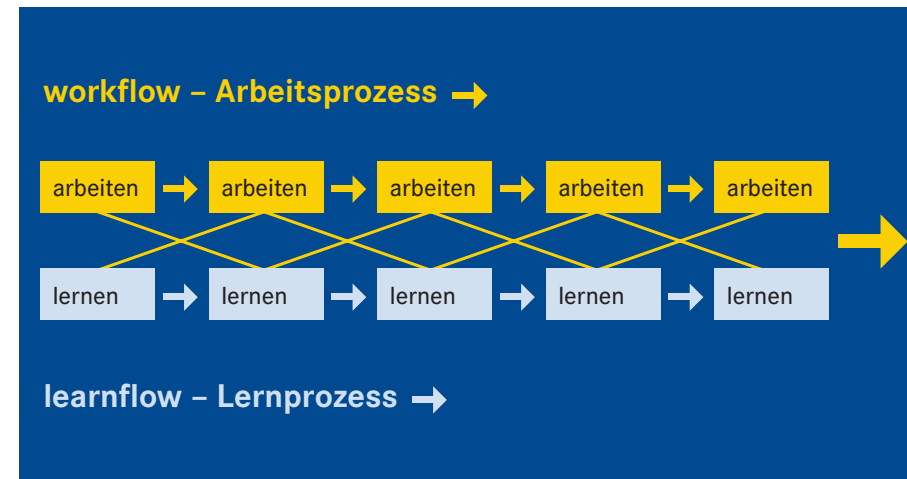 workflow – Arbeitsprozess
arbeiten arbeiten arbeiten arbeiten arbeiten
lernen lernen lernen lernen lernen
learnflow – Lernprozess